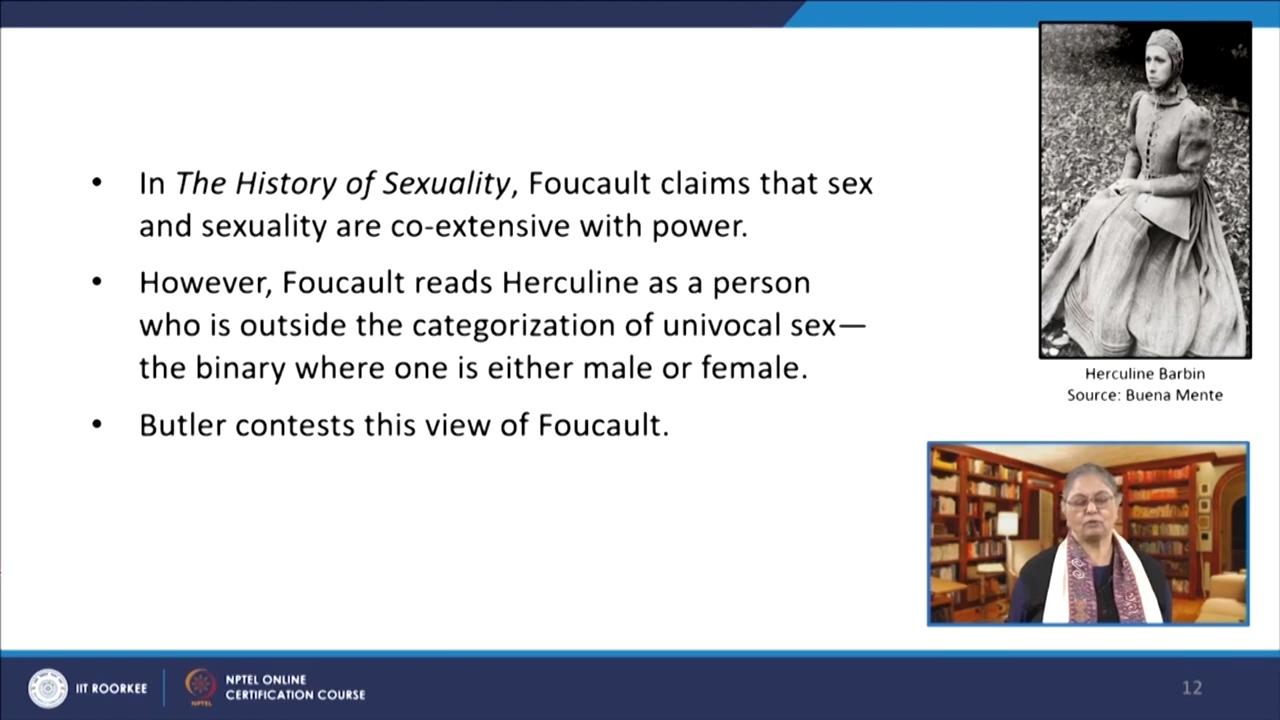 • In The History of Sexuality, Foucault claims that sex
and sexuality are co-extensive with power.
• However, Foucault reads Herculine as a person
who is outside the categorization of univocal sex—
the binary where one is either male or female.
• Butler contests this view of Foucault.
Herculine Barbin
Source: Buena Mente
IIT ROORKEE
NPTEL
NPTEL ONLINE
CERTIFICATION COURSE
12